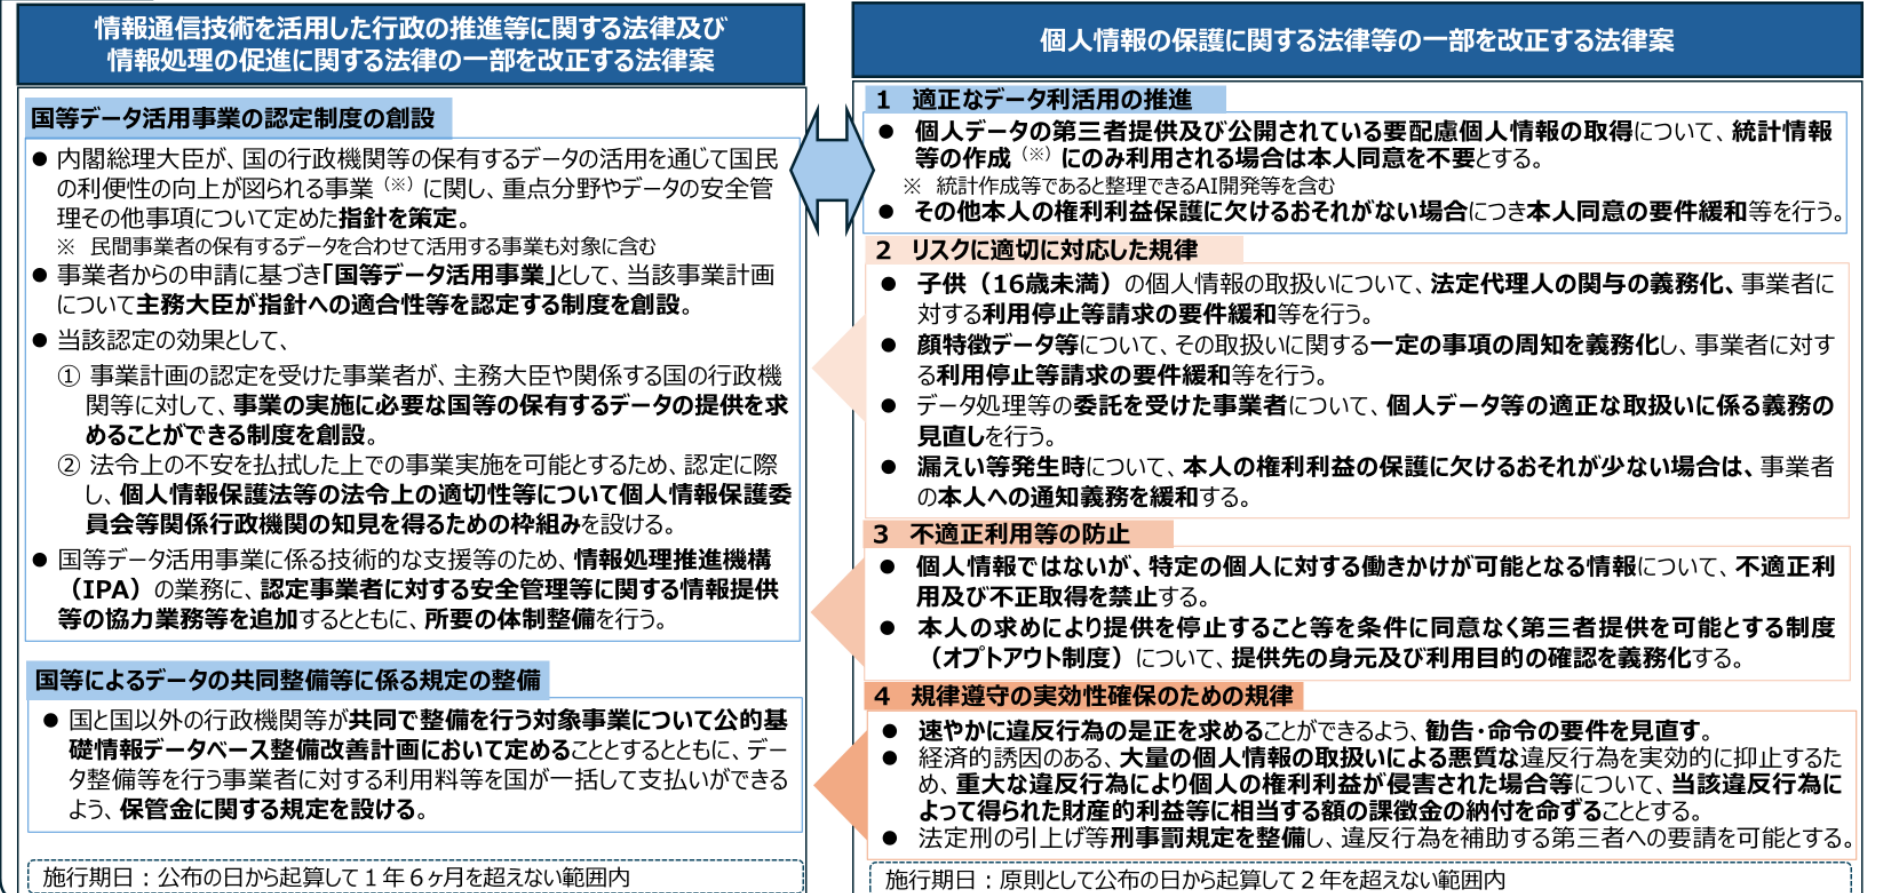 情報通信技術を活用した行政の推進等に関する法律及び
情報処理の促進に関する法律の一部を改正する法律案
国等データ活用事業の認定制度の創設
● 内閣総理大臣が、国の行政機関等の保有するデータの活用を通じて国民
の利便性の向上が図られる事業（※）に関し、重点分野やデータの安全管
理その他事項について定めた指針を策定。
※ 民間事業者の保有するデータを合わせて活用する事業も対象に含む
● 事業者からの申請に基づき「国等データ活用事業」として、当該事業計画
について主務大臣が指針への適合性等を認定する制度を創設。
● 当該認定の効果として、
① 事業計画の認定を受けた事業者が、主務大臣や関係する国の行政機
関等に対して、事業の実施に必要な国等の保有するデータの提供を求
めることができる制度を創設。
② 法令上の不安を払拭した上での事業実施を可能とするため、認定に際
し、個人情報保護法等の法令上の適切性等について個人情報保護委
員会等関係行政機関の知見を得るための枠組みを設ける。
● 国等データ活用事業に係る技術的な支援等のため、情報処理推進機構
（IPA）の業務に、認定事業者に対する安全管理等に関する情報提供
等の協力業務等を追加するとともに、所要の体制整備を行う。
国等によるデータの共同整備等に係る規定の整備
● 国と国以外の行政機関等が共同で整備を行う対象事業について公的基
礎情報データベース整備改善計画において定めることとするとともに、デー
タ整備等を行う事業者に対する利用料等を国が一括して支払いができる
よう、保管金に関する規定を設ける。
施行期日：公布の日から起算して１年６ヶ月を超えない範囲内
個人情報の保護に関する法律等の一部を改正する法律案
1 適正なデータ利活用の推進
● 個人データの第三者提供及び公開されている要配慮個人情報の取得について、統計情報
等の作成（※）にのみ利用される場合は本人同意を不要とする。
※ 統計作成等であると整理できるAI開発等を含む
● その他本人の権利利益保護に欠けるおそれがない場合につき本人同意の要件緩和等を行う。
2 リスクに適切に対応した規律
● 子供（16歳未満）の個人情報の取扱いについて、法定代理人の関与の義務化、事業者に
対する利用停止等請求の要件緩和等を行う。
● 顔特徴データ等について、その取扱いに関する一定の事項の周知を義務化し、事業者に対す
る利用停止等請求の要件緩和等を行う。
● データ処理等の委託を受けた事業者について、個人データ等の適正な取扱いに係る義務の
見直しを行う。
● 漏えい等発生時について、本人の権利利益の保護に欠けるおそれが少ない場合は、事業者
の本人への通知義務を緩和する。
3 不適正利用等の防止
● 個人情報ではないが、特定の個人に対する働きかけが可能となる情報について、不適正利
用及び不正取得を禁止する。
● 本人の求めにより提供を停止すること等を条件に同意なく第三者提供を可能とする制度
（オプトアウト制度）について、提供先の身元及び利用目的の確認を義務化する。
4 規律遵守の実効性確保のための規律
● 速やかに違反行為の是正を求めることができるよう、勧告・命令の要件を見直す。
● 経済的誘因のある、大量の個人情報の取扱いによる悪質な違反行為を実効的に抑止するた
め、重大な違反行為により個人の権利利益が侵害された場合等について、当該違反行為に
よって得られた財産的利益等に相当する額の課徴金の納付を命ずることとする。
● 法定刑の引上げ等刑事罰規定を整備し、違反行為を補助する第三者への要請を可能とする。
施行期日：原則として公布の日から起算して２年を超えない範囲内